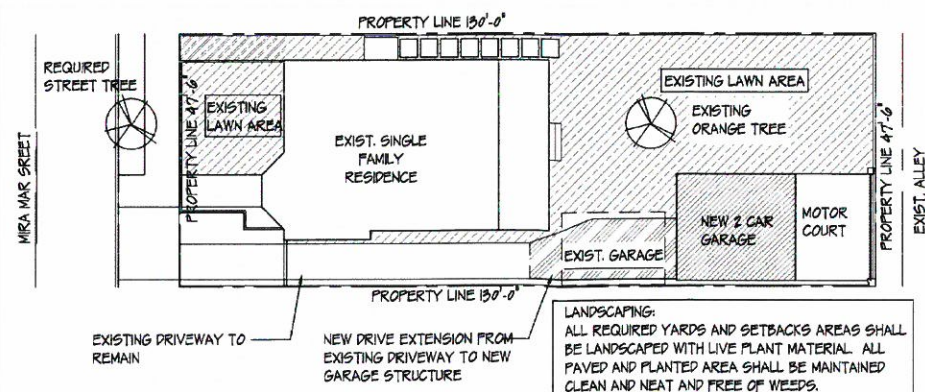 PROPERTY LINE 130'-0"
REQUIRED
STREET TREE
EXISTING
LAWN AREA
PROPERTY LINE 47'-6"
MIRA MAR SREET
EXIST. SINGLE
FAMILY
RESIDENCE
EXISTING LAWN AREA
EXISTING
ORANGE TREE
NEW 2 CAR
GARAGE
MOTOR
COURT
PROPERTY LINE 47'-6"
EXIST. ALLEY
EXIST. GARAGE
PROPERTY LINE 130'-0"
EXISTING DRIVEWAY TO
REMAIN
NEW DRIVE EXTENSION FROM
EXISTING DRIVEWAY TO NEW
GARAGE STRUCTURE
LANDSCAPING:
ALL REQUIRED YARDS AND SETBACKS AREAS SHALL
BE LANDSCAPED WITH LIVE PLANT MATERIAL. ALL
PAVED AND PLANTED AREA SHALL BE MAINTAINED
CLEAN AND NEAT AND FREE OF WEEDS.